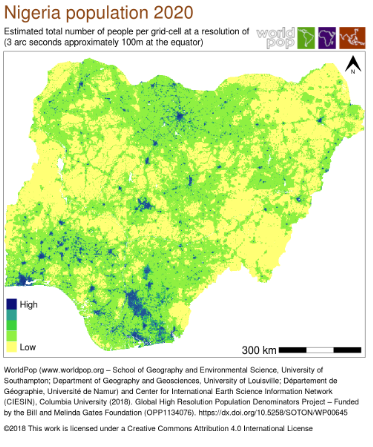 Nigeria population 2020
Estimated total number of people per grid-cell at a resolution of
(3 arc seconds approximately 100m at the equator)
world
pop
N
High
Low
300 km
WorldPop (www.worldpop.org – School of Geography and Environmental Science, University of
Southampton; Department of Geography and Geosciences, University of Louisville; Département de
Géographie, Université de Namur) and Center for International Earth Science Information Network
(CIESIN), Columbia University (2018). Global High Resolution Population Denominators Project – Funded
by the Bill and Melinda Gates Foundation (OPP1134076). https://dx.doi.org/10.5258/SOTON/WP00645
©2018 This work is licensed under a Creative Commons Attribution 4.0 International License